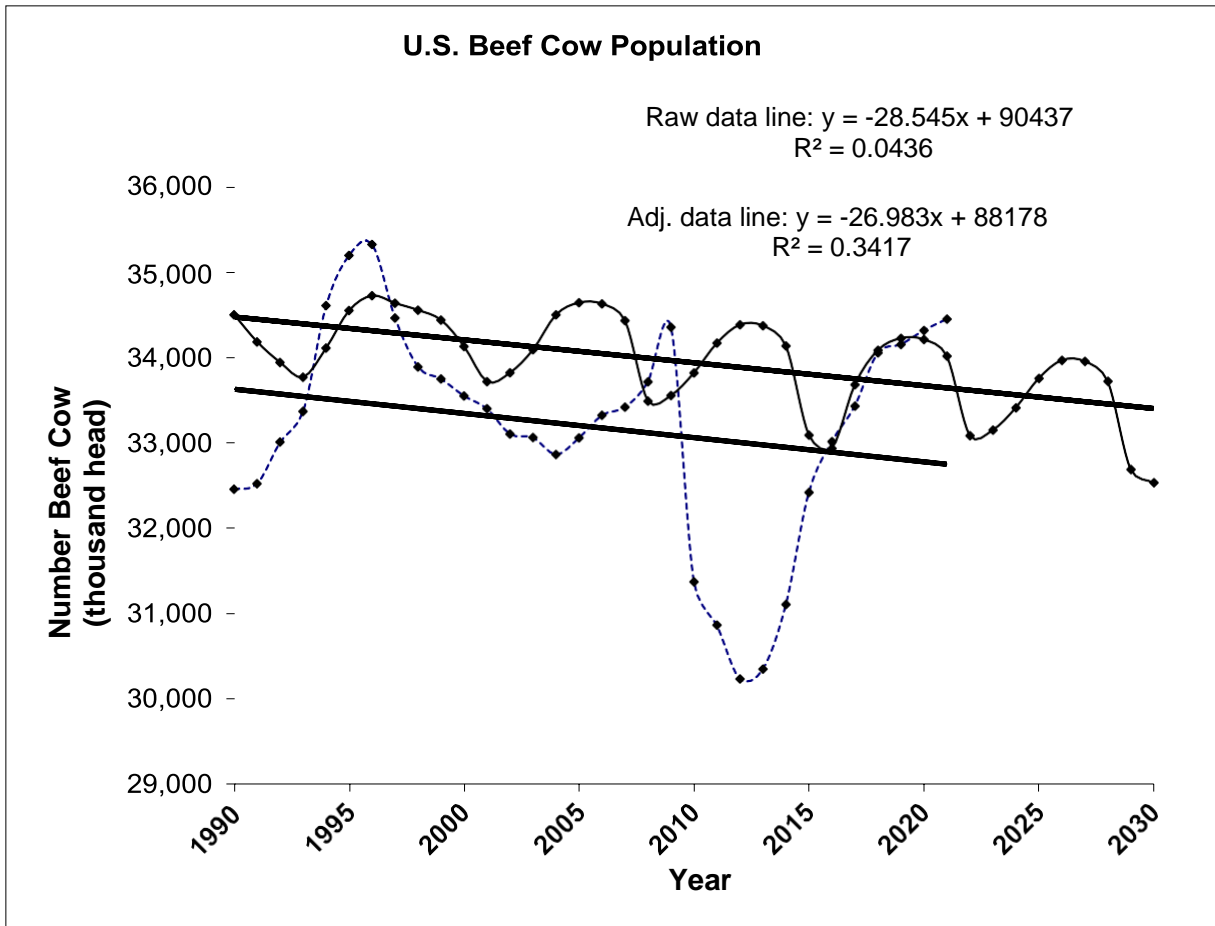 U.S. Beef Cow Population
Raw data line: y = -28.545x + 90437
R² = 0.0436
Adj. data line: y = -26.983x + 88178
R² = 0.3417
36,000
35,000
34,000
33,000
32,000
31,000
30,000
29,000
Number Beef Cow
(thousand head)
1990
1995
2000
2005
2010
2015
2020
2025
2030
Year